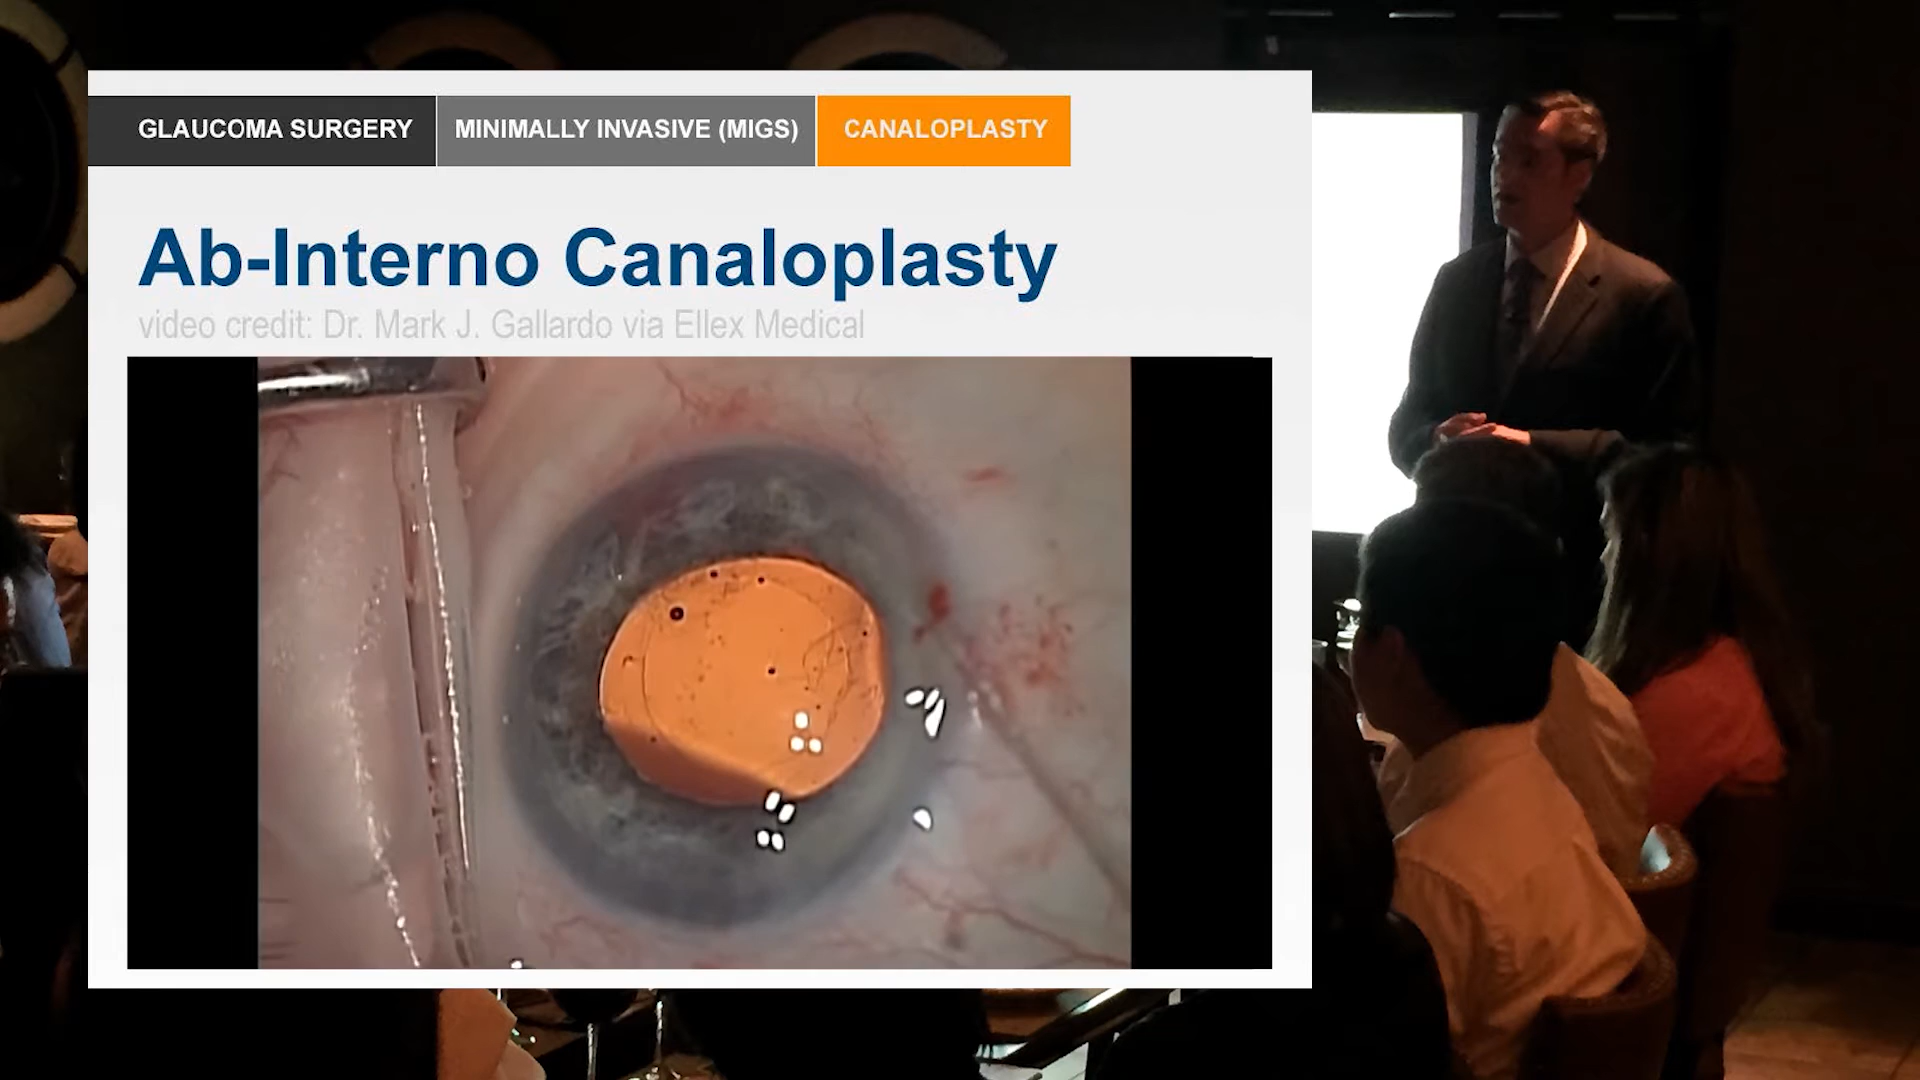 GLAUCOMA SURGERY MINIMALLY INVASIVE (MIGS) CANALOPLASTY
Ab-Interno Canaloplasty
video credit: Dr. Mark J. Gallardo via Ellex Medical